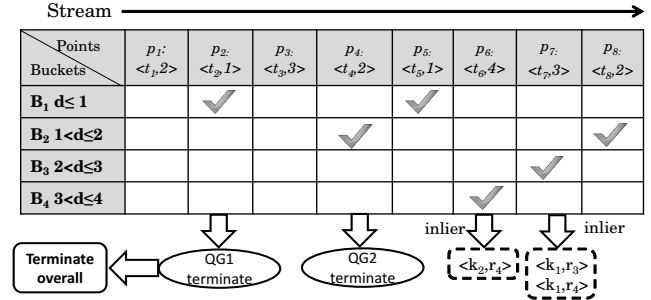 Stream
Points
Buckets
p1: <t1,2>
p2: <t2,1>
p3: <t3,3>
p4: <t4,2>
p5: <t5,1>
p6: <t6,4>
p7: <t7,3>
p8: <t8,2>
B1 d≤ 1
B2 1<d≤2
B3 2<d≤3
B4 3<d≤4
inlier
inlier
Terminate
overall
QG1
terminate
QG2
terminate
<k2,r4>
<k1,r3>
<k1,r4>